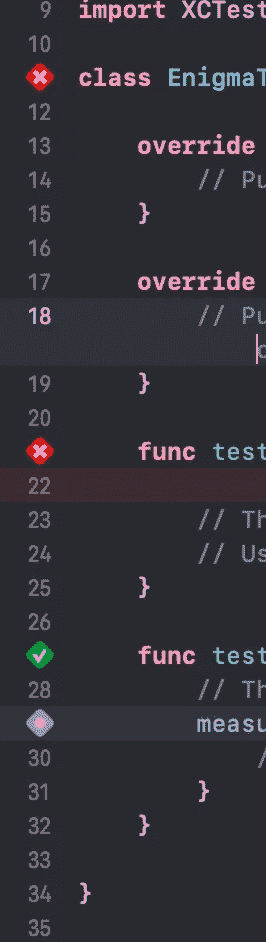 9 import XCTest
10
class EnigmaT
12
13 override
14 // Pu
15 }
16
17 override
18 // Pu
c
19 }
20
func test
22
23 // Th
24 // Us
25 }
26
func test
28 // Th
measu
30 /
31 }
32 }
33
34 }
35